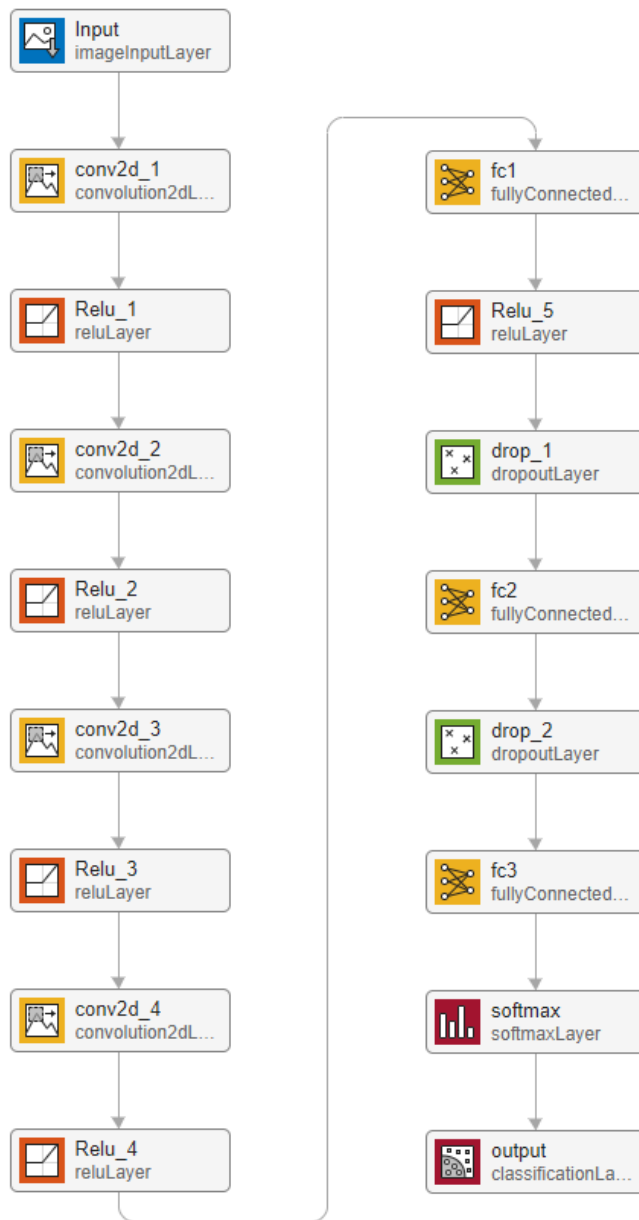 Input
imageInputLayer
conv2d_1
convolution2dL...
Relu_1
reluLayer
conv2d_2
convolution2dL...
Relu_2
reluLayer
conv2d_3
convolution2dL...
Relu_3
reluLayer
conv2d_4
convolution2dL...
Relu_4
reluLayer
fc1
fullyConnected...
Relu_5
reluLayer
drop_1
dropoutLayer
fc2
fullyConnected...
drop_2
dropoutLayer
fc3
fullyConnected...
softmax
softmaxLayer
output
classificationLa...